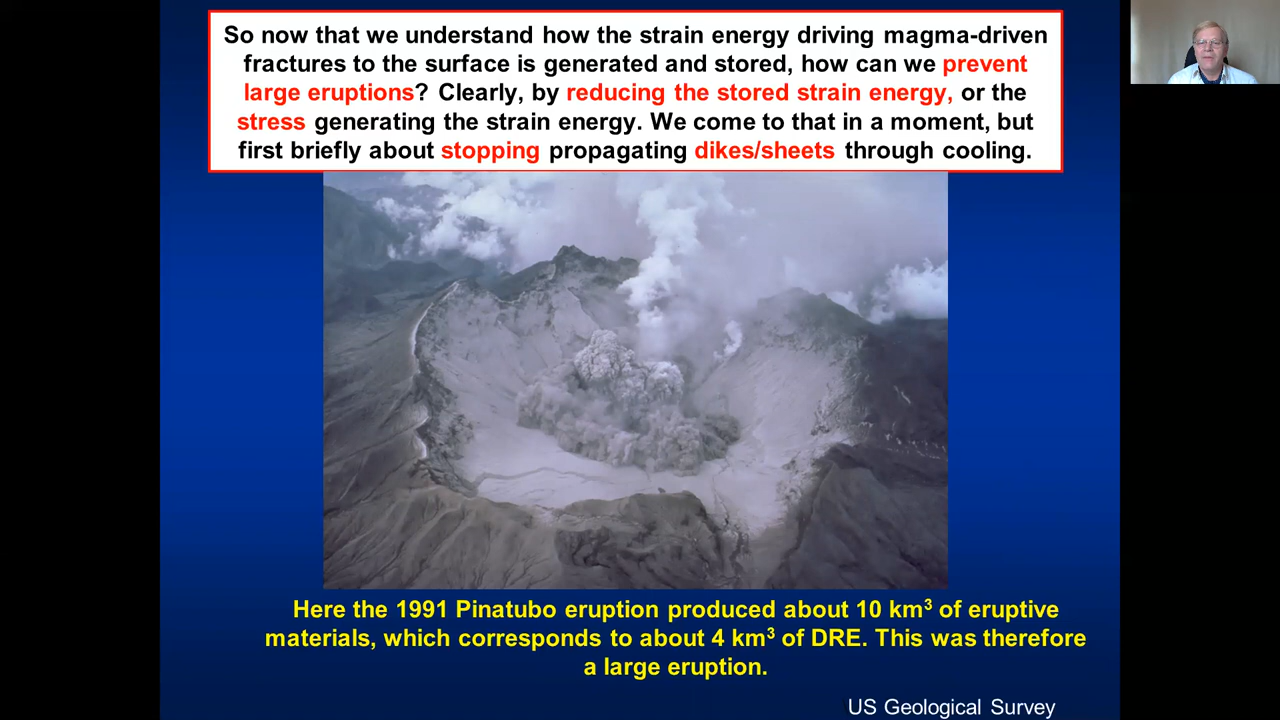 So now that we understand how the strain energy driving magma-driven
fractures to the surface is generated and stored, how can we prevent
large eruptions? Clearly, by reducing the stored strain energy, or the
stress generating the strain energy. We come to that in a moment, but
first briefly about stopping propagating dikes/sheets through cooling.
Here the 1991 Pinatubo eruption produced about 10 km³ of eruptive
materials, which corresponds to about 4 km³ of DRE. This was therefore
a large eruption.
US Geological Survey